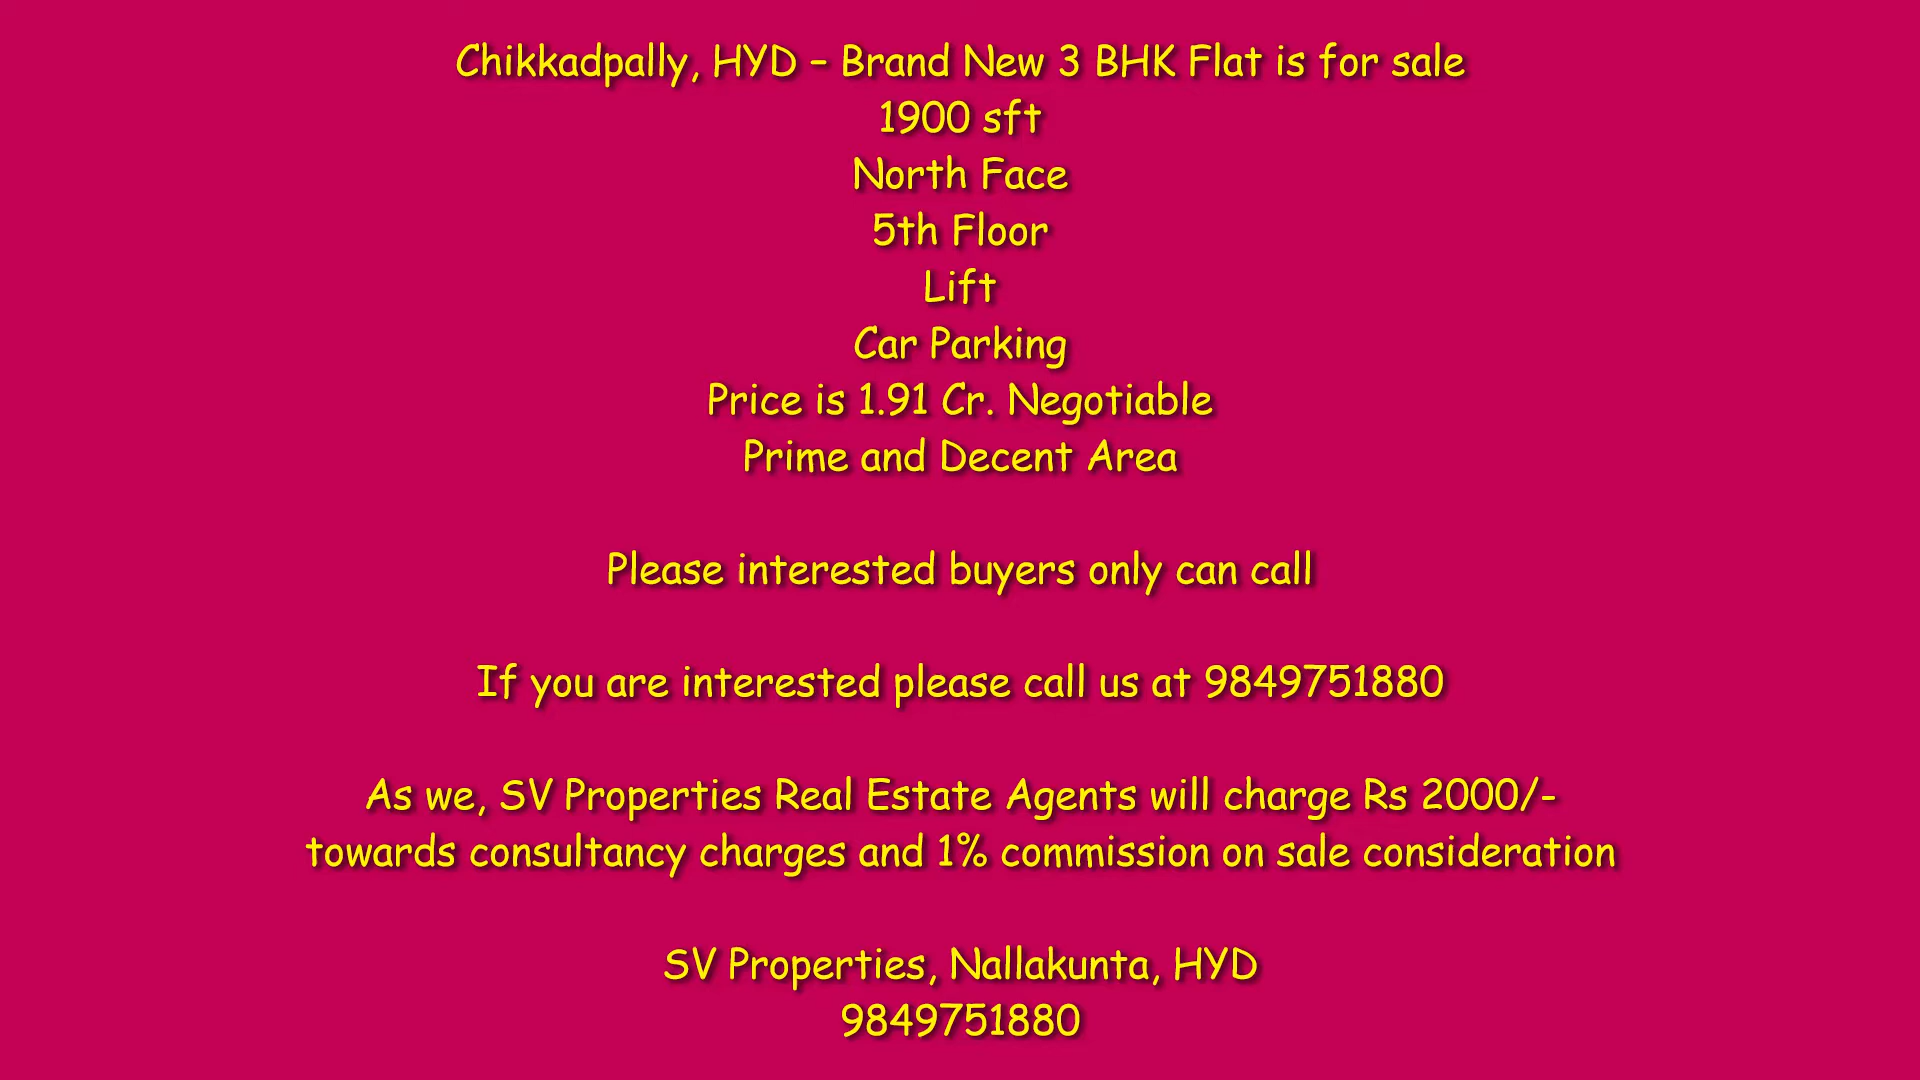 Chikkadpally, HYD – Brand New 3 BHK Flat is for sale
1900 sft
North Face
5th Floor
Lift
Car Parking
Price is 1.91 Cr. Negotiable
Prime and Decent Area
Please interested buyers only can call
If you are interested please call us at 9849751880
As we, SV Properties Real Estate Agents will charge Rs 2000/-
towards consultancy charges and 1% commission on sale consideration
SV Properties, Nallakunta, HYD
9849751880